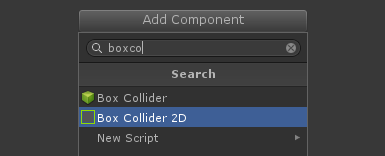 Add Component
boxco
Search
Box Collider
Box Collider 2D
New Script